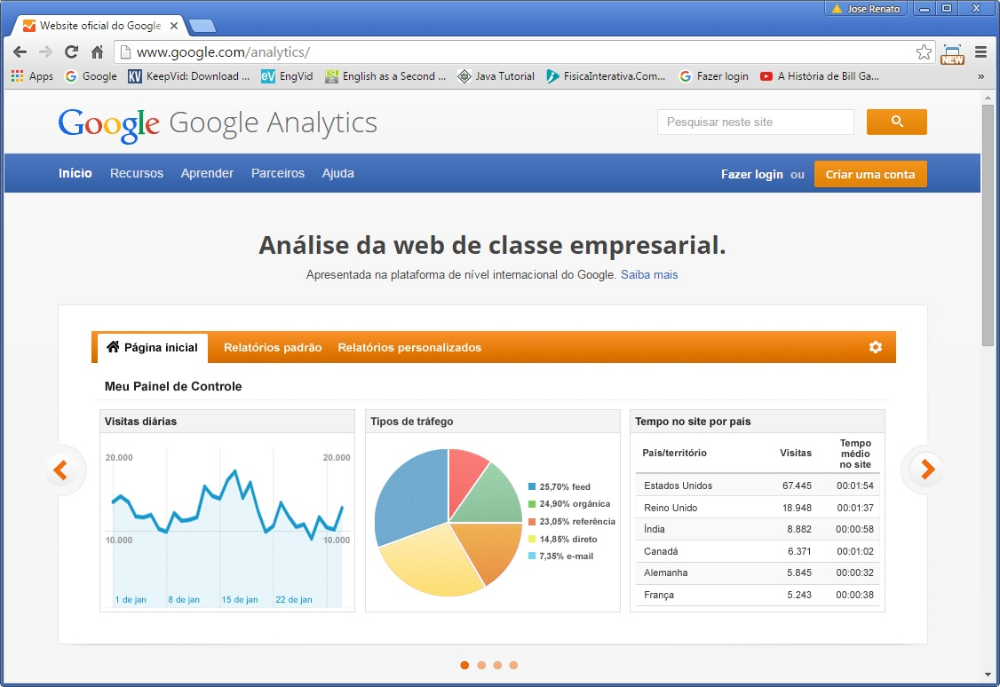 Jose Renato
Website oficial do Google
www.google.com/analytics/
NEW
Apps Google KV KeepVid: Download ... eV EngVid ESL English as a Second ... Java Tutorial FisicaInterativa.Com... Fazer login A História de Bill Ga... »
Google Google Analytics
Pesquisar neste site
Início Recursos Aprender Parceiros Ajuda
Fazer login ou Criar uma conta
Análise da web de classe empresarial.
Apresentada na plataforma de nível internacional do Google. Saiba mais
Página inicial Relatórios padrão Relatórios personalizados
Meu Painel de Controle
Visitas diárias
20.000 20.000
10.000 10.000
1 de jan 8 de jan 15 de jan 22 de jan
Tipos de tráfego
25,70% feed
24,90% orgânica
23,05% referência
14,85% direto
7,35% e-mail
Tempo no site por país
País/território Visitas Tempo
médio
no site
Estados Unidos 67.445 00:01:54
Reino Unido 18.948 00:01:37
Índia 8.882 00:00:58
Canadá 6.371 00:01:02
Alemanha 5.845 00:00:32
França 5.243 00:00:38